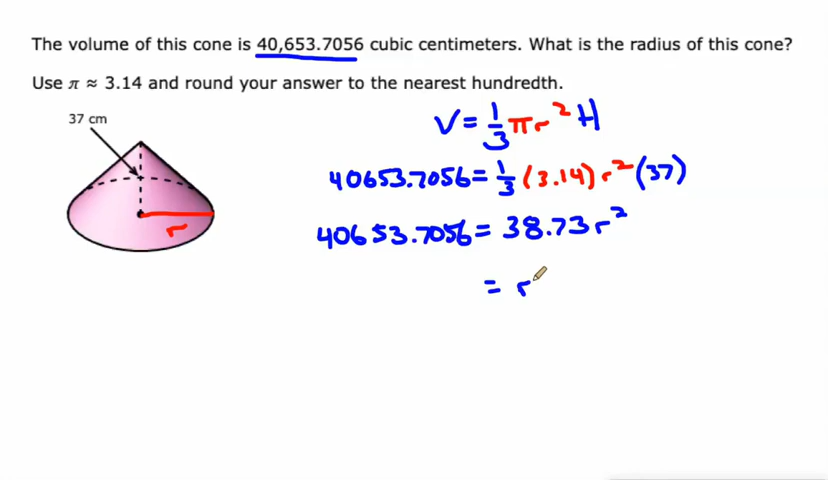 The volume of this cone is 40,653.7056 cubic centimeters. What is the radius of this cone?
Use π ≈ 3.14 and round your answer to the nearest hundredth.
37 cm
r
V = 1/3 πr²H
40653.7056 = 1/3 (3.14) r² (37)
40653.7056 = 38.73r²
= r